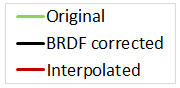 Original
BRDF corrected
Interpolated